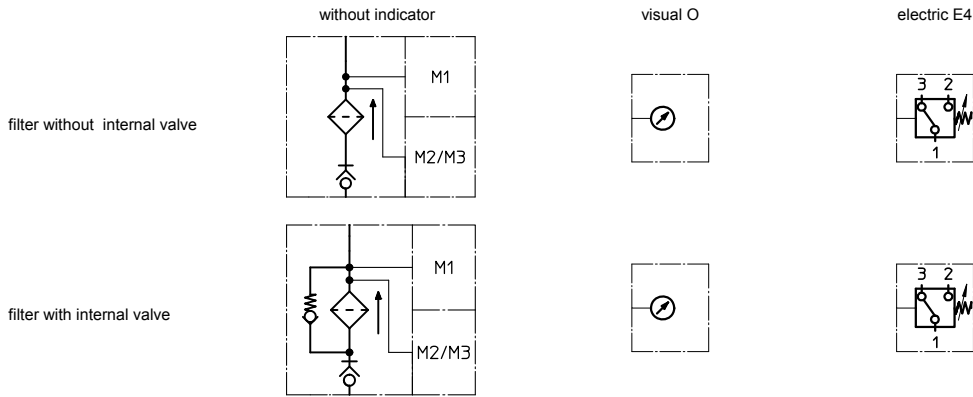 without indicator
visual O
electric E4
M1
3 2
filter without internal valve
M2/M3
1
M1
3 2
filter with internal valve
M2/M3
1